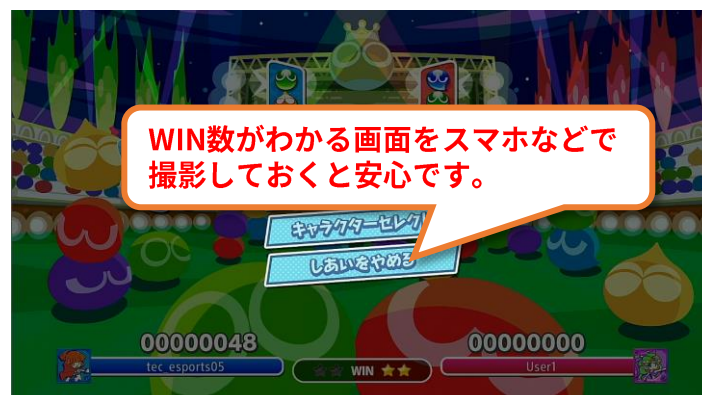 WIN数がわかる画面をスマホなどで
撮影しておくと安心です。
キャラクターセレク
しあいをやめる
00000048
00000000
tec_esports05
WIN
User1